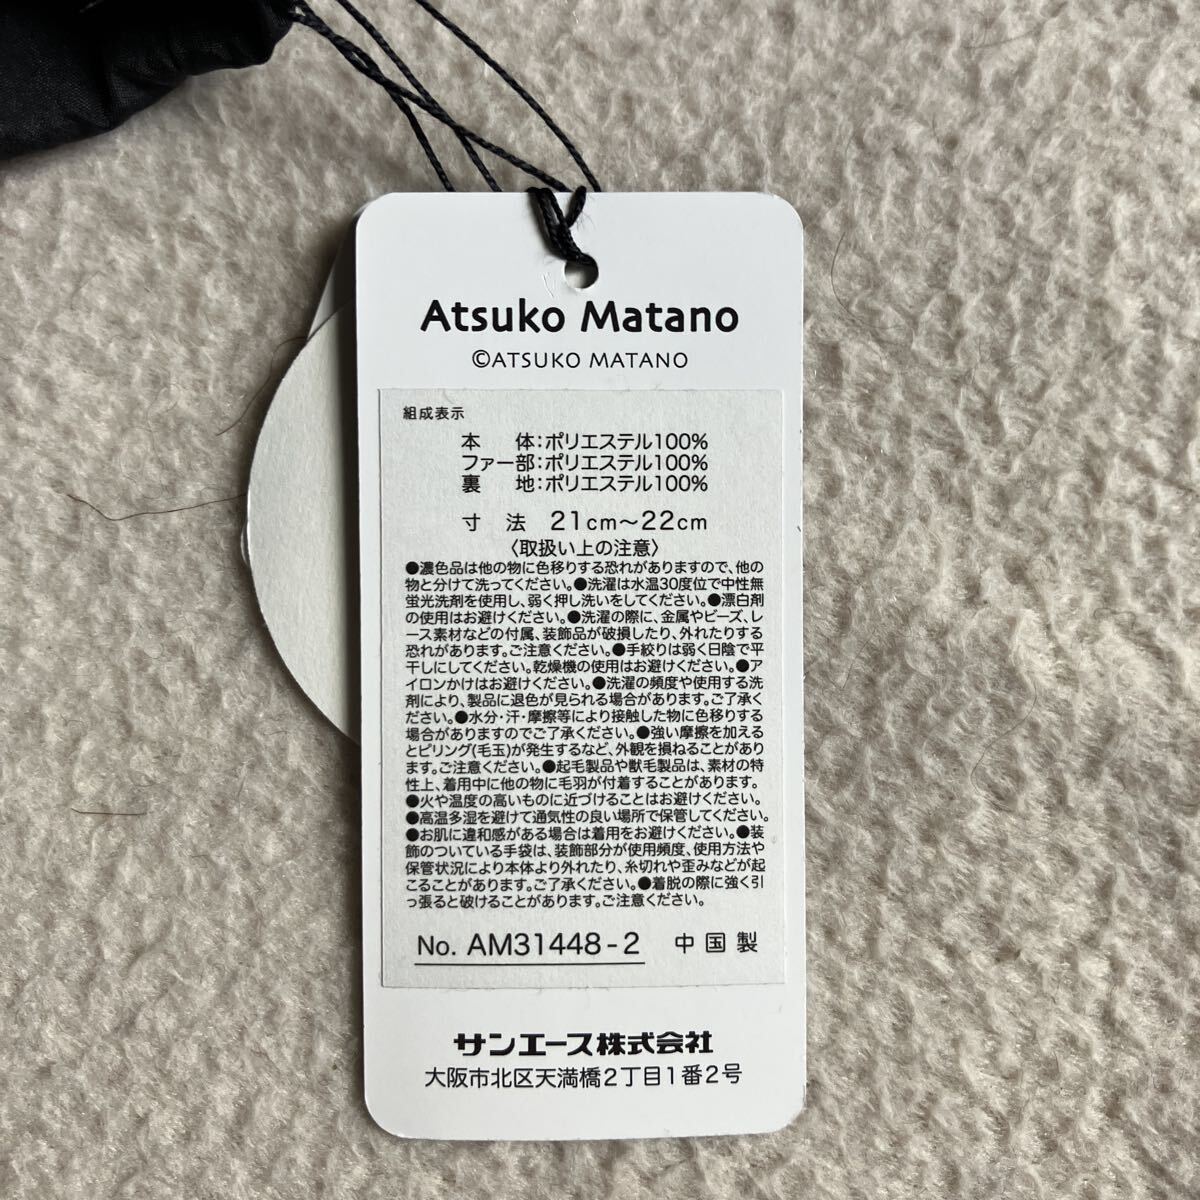 Atsuko Matano
©ATSUKO MATANO
組成表示
本 体:ポリエステル100%
ファー部:ポリエステル100%
裏 地:ポリエステル100%
寸 法 21cm〜22cm
〈取扱い上の注意〉
●濃色品は他の物に色移りする恐れがありますので、他の
物と分けて洗ってください。●洗濯は水温30度位で中性無
蛍光洗剤を使用し、弱く押し洗いをしてください。●漂白剤
の使用はお避けください。●洗濯の際に、金属やビーズ、レ
ース素材などの付属、装飾品が破損したり、外れたりする
恐れがあります。ご注意ください。●手絞りは弱く日陰で平
干しにしてください。乾燥機の使用はお避けください。●ア
イロンかけはお避けください。●洗濯の頻度や使用する洗
剤により、製品に退色が見られる場合があります。ご了承く
ださい。●水分・汗・摩擦等により接触した物に色移りする
場合がありますのでご了承ください。●強い摩擦を加える
とピリング(毛玉)が発生するなど、外観を損ねることがあり
ます。ご注意ください。●起毛製品や獣毛製品は、素材の特
性上、着用中に他の物に毛羽が付着することがあります。
●火や温度の高いものに近づけることはお避けください。
●高温多湿を避けて通気性の良い場所で保管してください。
●お肌に違和感がある場合は着用をお避けください。●装
飾のついている手袋は、装飾部分が使用頻度、使用方法や
保管状況により本体より外れたり、糸切れや歪みなどが起
こることがあります。ご了承ください。●着脱の際に強く引
っ張ると破けることがあります。ご注意ください。
No. AM31448-2 中国製
サンエース株式会社
大阪市北区天満橋2丁目1番2号